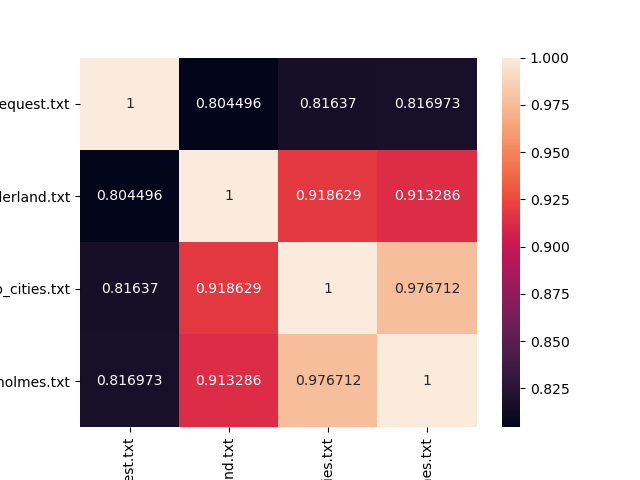 equest.txt 1 0.804496 0.81637 0.816973
erland.txt 0.804496 1 0.918629 0.913286
_cities.txt 0.81637 0.918629 1 0.976712
holmes.txt 0.816973 0.913286 0.976712 1
est.txt nd.txt ies.txt nes.txt
1.000
0.975
0.950
0.925
0.900
0.875
0.850
0.825